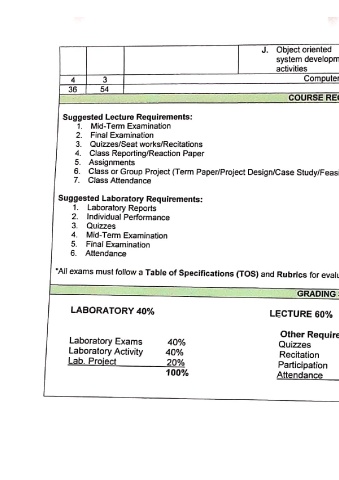 J. Object oriented
system developm
activities
4 3 Compute
36 54
COURSE REC
Suggested Lecture Requirements:
1. Mid-Term Examination
2. Final Examination
3. Quizzes/Seat works/Recitations
4. Class Reporting/Reaction Paper
5. Assignments
6. Class or Group Project (Term Paper/Project Design/Case Study/Feasi
7. Class Attendance
Suggested Laboratory Requirements:
1. Laboratory Reports
2. Individual Performance
3. Quizzes
4. Mid-Term Examination
5. Final Examination
6. Attendance
*All exams must follow a Table of Specifications (TOS) and Rubrics for evalu
GRADING
LABORATORY 40% LECTURE 60%
Other Require
Laboratory Exams 40% Quizzes
Laboratory Activity 40% Recitation
Lab. Project 20% Participation
100% Attendance